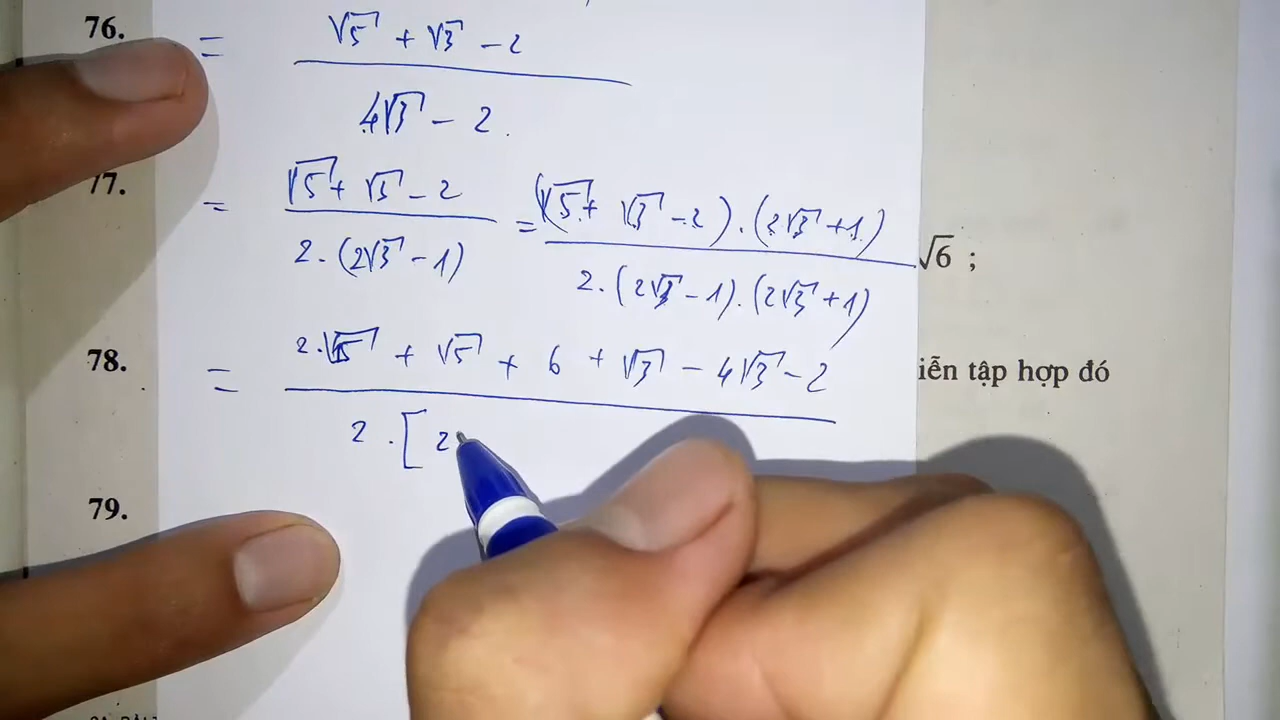 76.
= (√5 + √3 − 2) / (4√3 − 2)
77.
= (√5 + √3 − 2) / (2.(2√3 − 1)) = ((√5 + √3 − 2).(2√3 + 1)) / (2.(2√3 − 1).(2√3 + 1))
√6 ;
78.
= (2.√15 + √5 + 6 + √3 − 4√3 − 2) / (2.[2
iễn tập hợp đó
79.